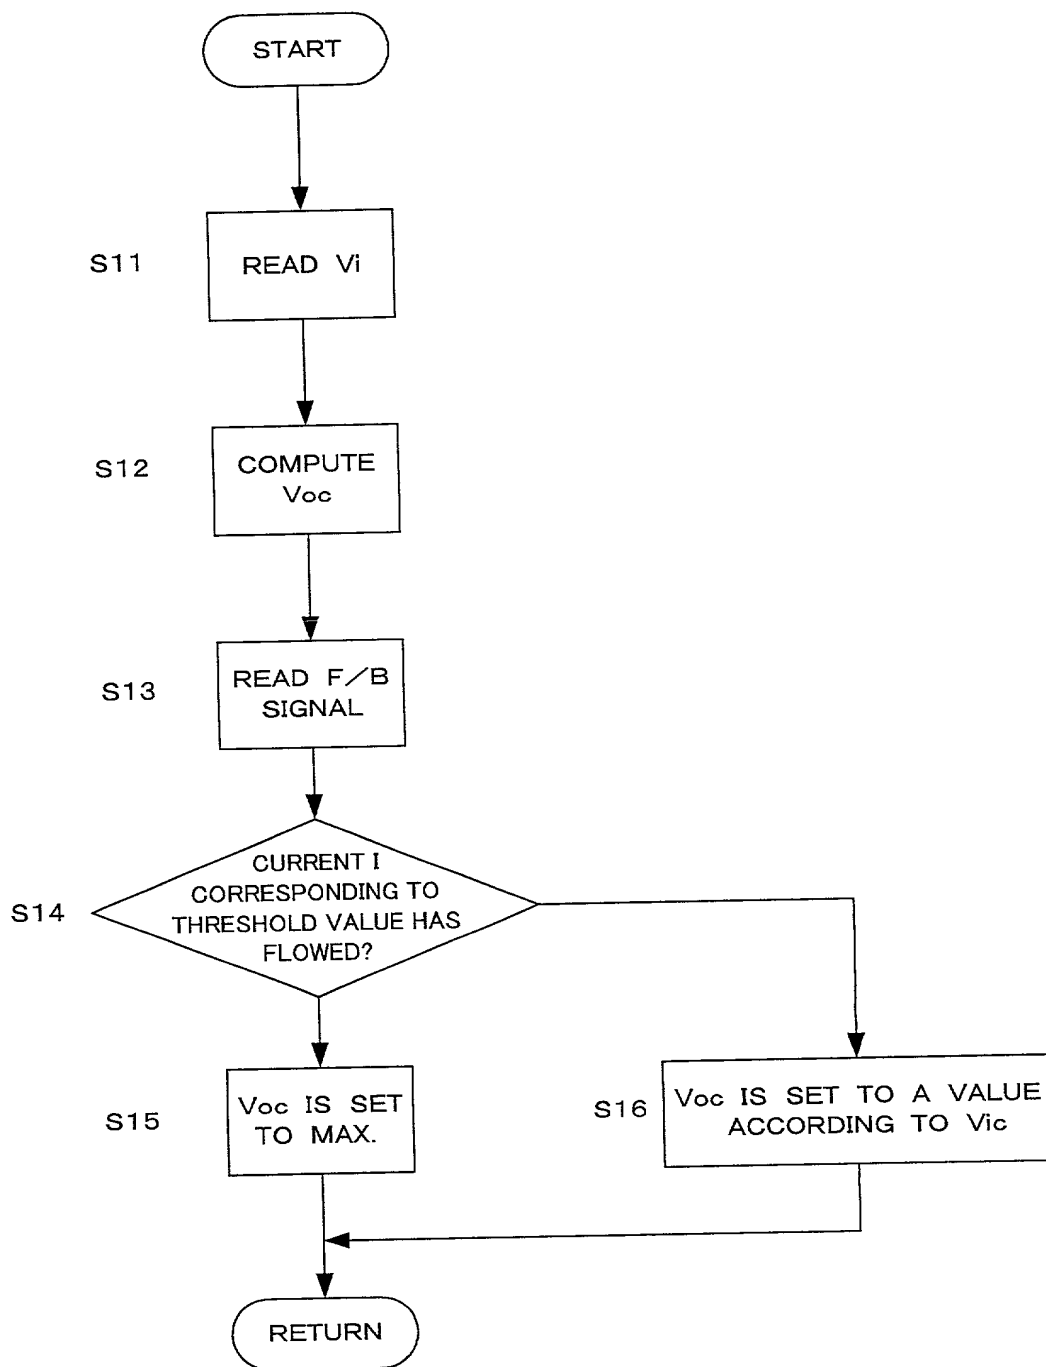 START
S11
READ Vi
S12
COMPUTE
Voc
S13
READ F/B
SIGNAL
S14
CURRENT I
CORRESPONDING TO
THRESHOLD VALUE HAS
FLOWED?
S15
Voc IS SET
TO MAX.
S16
Voc IS SET TO A VALUE
ACCORDING TO Vic
RETURN